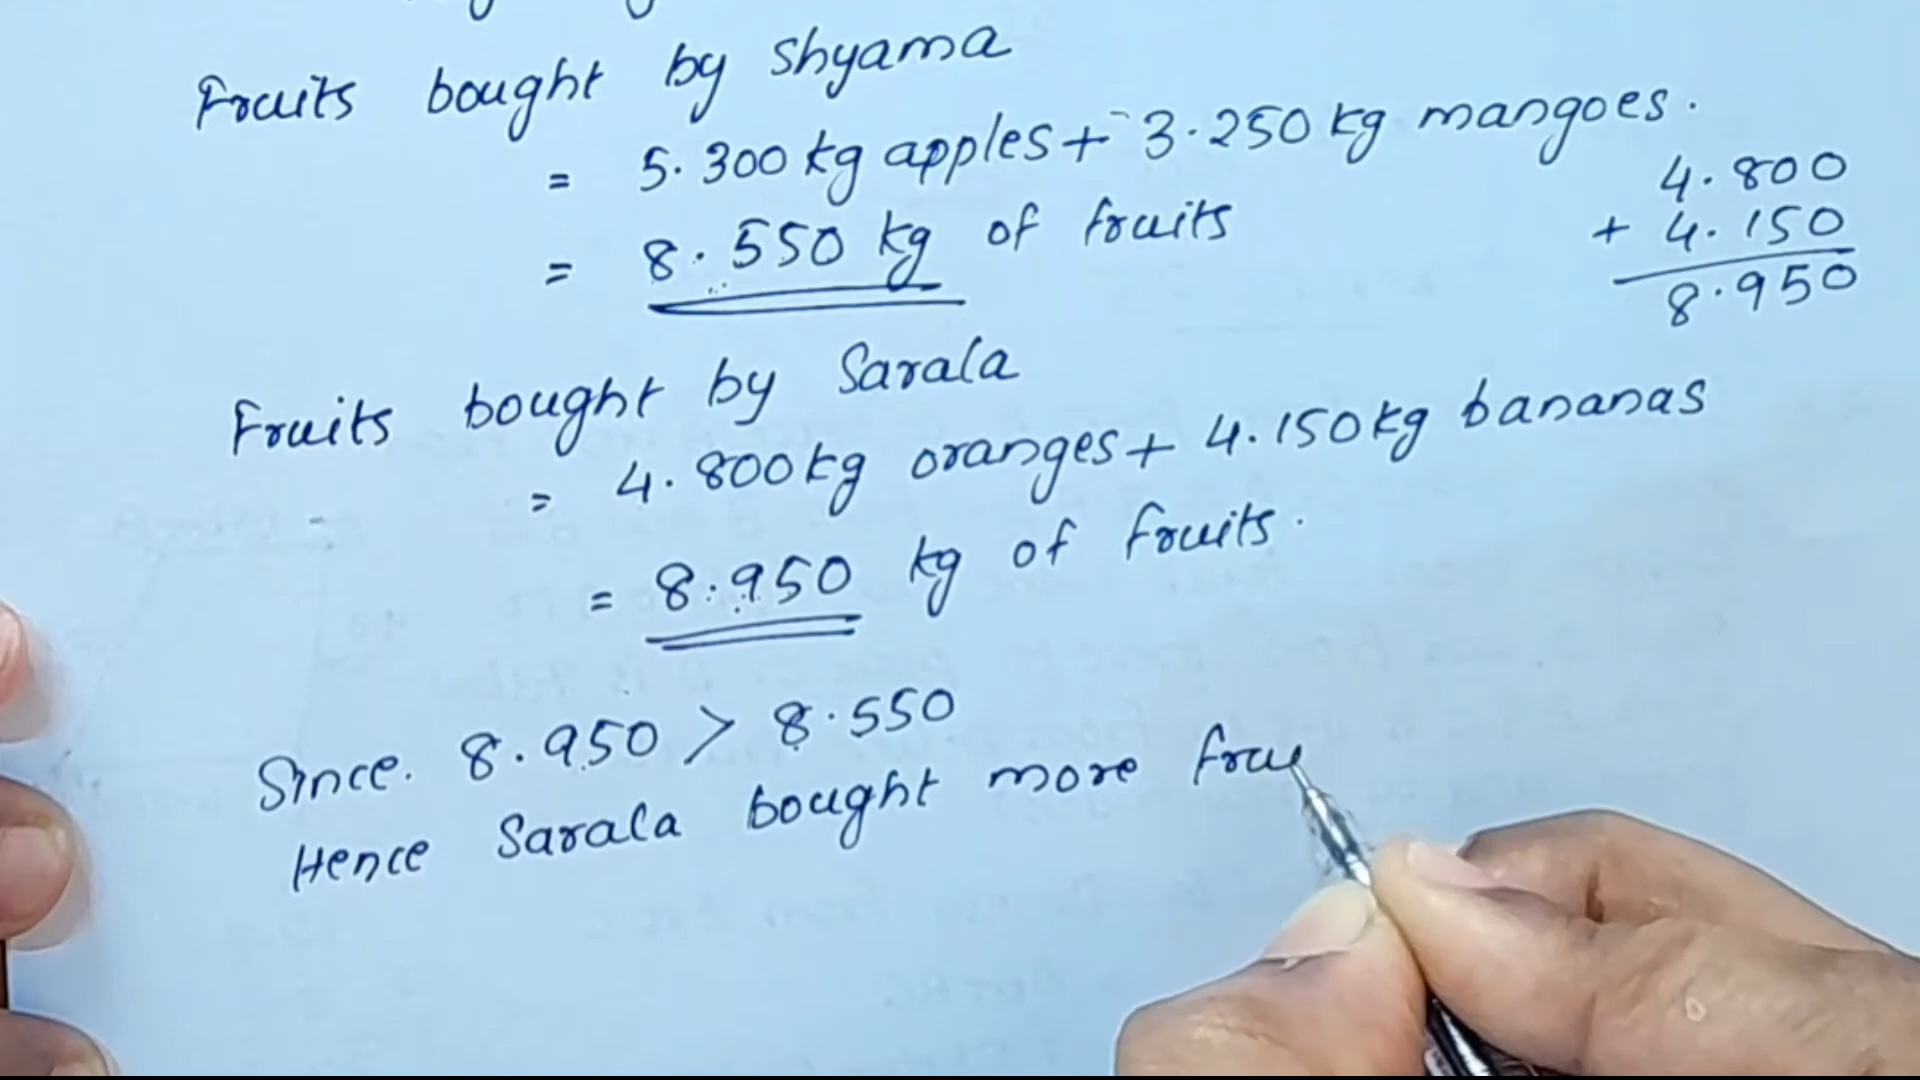 Fruits bought by Shyama
= 5.300 kg apples + 3.250 kg mangoes.
= 8.550 kg of fruits
4.800
+ 4.150
8.950
Fruits bought by Sarala
= 4.800 kg oranges + 4.150 kg bananas
= 8.950 kg of fruits.
Since. 8.950 > 8.550
Hence Sarala bought more fru